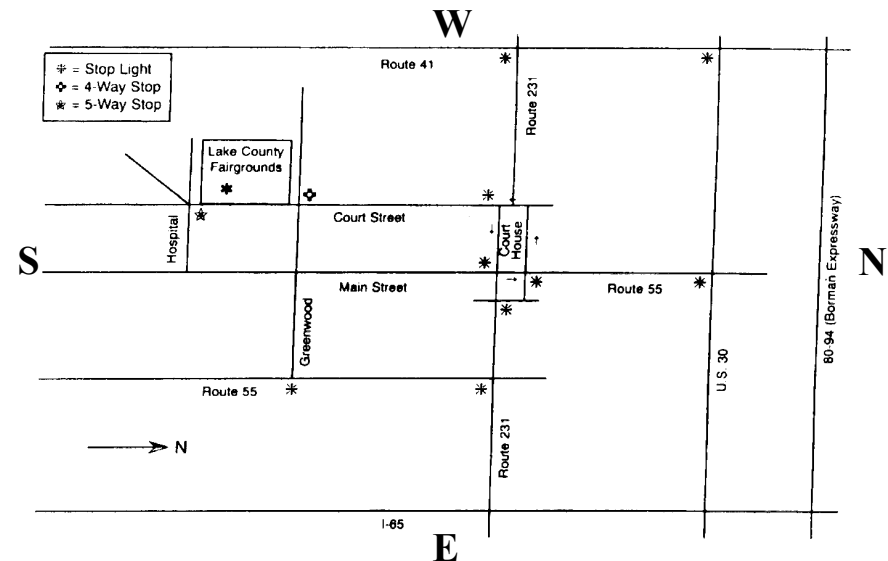 W
Route 41
= Stop Light
= 4-Way Stop
= 5-Way Stop
Route 231
Lake County
Fairgrounds
Court Street
Hospital
Court
House
80-94 (Borman Expressway)
S
N
Main Street
Route 55
Greenwood
U.S. 30
Route 55
N
Route 231
I-65
E